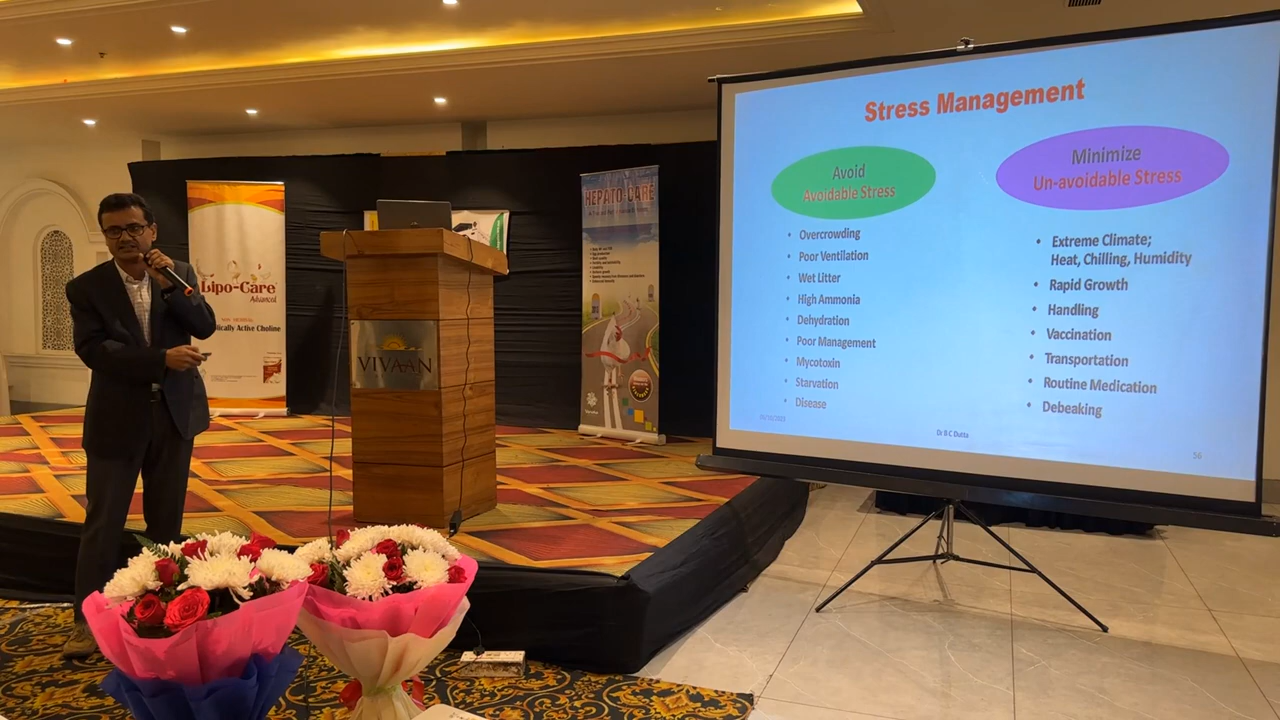 Stress Management
Avoid
Avoidable Stress
• Overcrowding
• Poor Ventilation
• Wet Litter
• High Ammonia
• Dehydration
• Poor Management
• Mycotoxin
• Starvation
• Disease
Minimize
Un-avoidable Stress
• Extreme Climate;
Heat, Chilling, Humidity
• Rapid Growth
• Handling
• Vaccination
• Transportation
• Routine Medication
• Debeaking
Dr B C Dutta
56
Lipo-Care
Advanced
Active Choline
VIVAAN
HEPATO-CARE